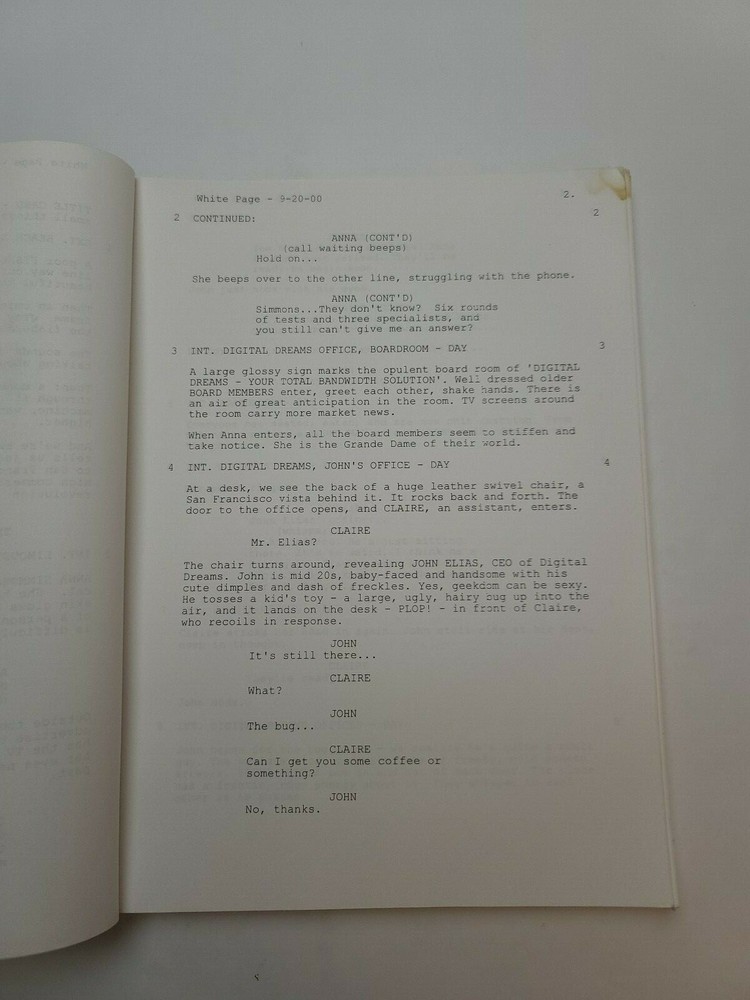 White Page - 9-20-00 2.
2 CONTINUED: 2
ANNA (CONT'D)
(call waiting beeps)
Hold on...
She beeps over to the other line, struggling with the phone.
ANNA (CONT'D)
Simmons...They don't know? Six rounds
of tests and three specialists, and
you still can't give me an answer?
3 INT. DIGITAL DREAMS OFFICE, BOARDROOM - DAY 3
A large glossy sign marks the opulent board room of 'DIGITAL
DREAMS - YOUR TOTAL BANDWIDTH SOLUTION'. Well dressed older
BOARD MEMBERS enter, greet each other, shake hands. There is
an air of great anticipation in the room. TV screens around
the room carry more market news.
When Anna enters, all the board members seem to stiffen and
take notice. She is the Grande Dame of their world.
4 INT. DIGITAL DREAMS, JOHN'S OFFICE - DAY 4
At a desk, we see the back of a huge leather swivel chair, a
San Francisco vista behind it. It rocks back and forth. The
door to the office opens, and CLAIRE, an assistant, enters.
CLAIRE
Mr. Elias?
The chair turns around, revealing JOHN ELIAS, CEO of Digital
Dreams. John is mid 20s, baby-faced and handsome with his
cute dimples and dash of freckles. Yes, geekdom can be sexy.
He tosses a kid's toy - a large, ugly, hairy bug up into the
air, and it lands on the desk - PLOP! - in front of Claire,
who recoils in response.
JOHN
It's still there...
CLAIRE
What?
JOHN
The bug...
CLAIRE
Can I get you some coffee or
something?
JOHN
No, thanks.